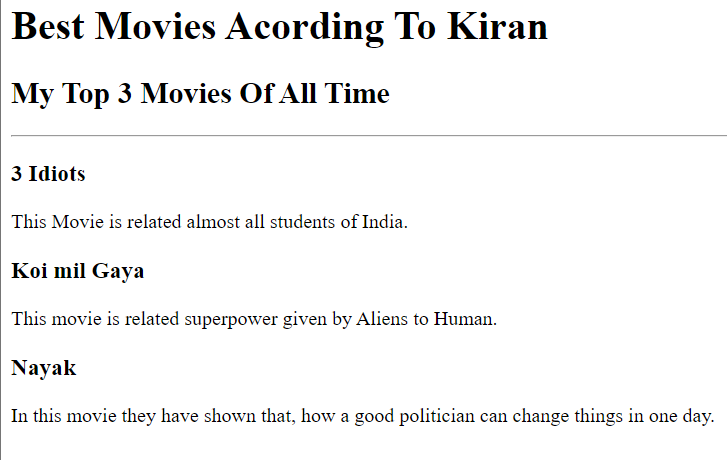 Best Movies Acording To Kiran
My Top 3 Movies Of All Time
3 Idiots
This Movie is related almost all students of India.
Koi mil Gaya
This movie is related superpower given by Aliens to Human.
Nayak
In this movie they have shown that, how a good politician can change things in one day.